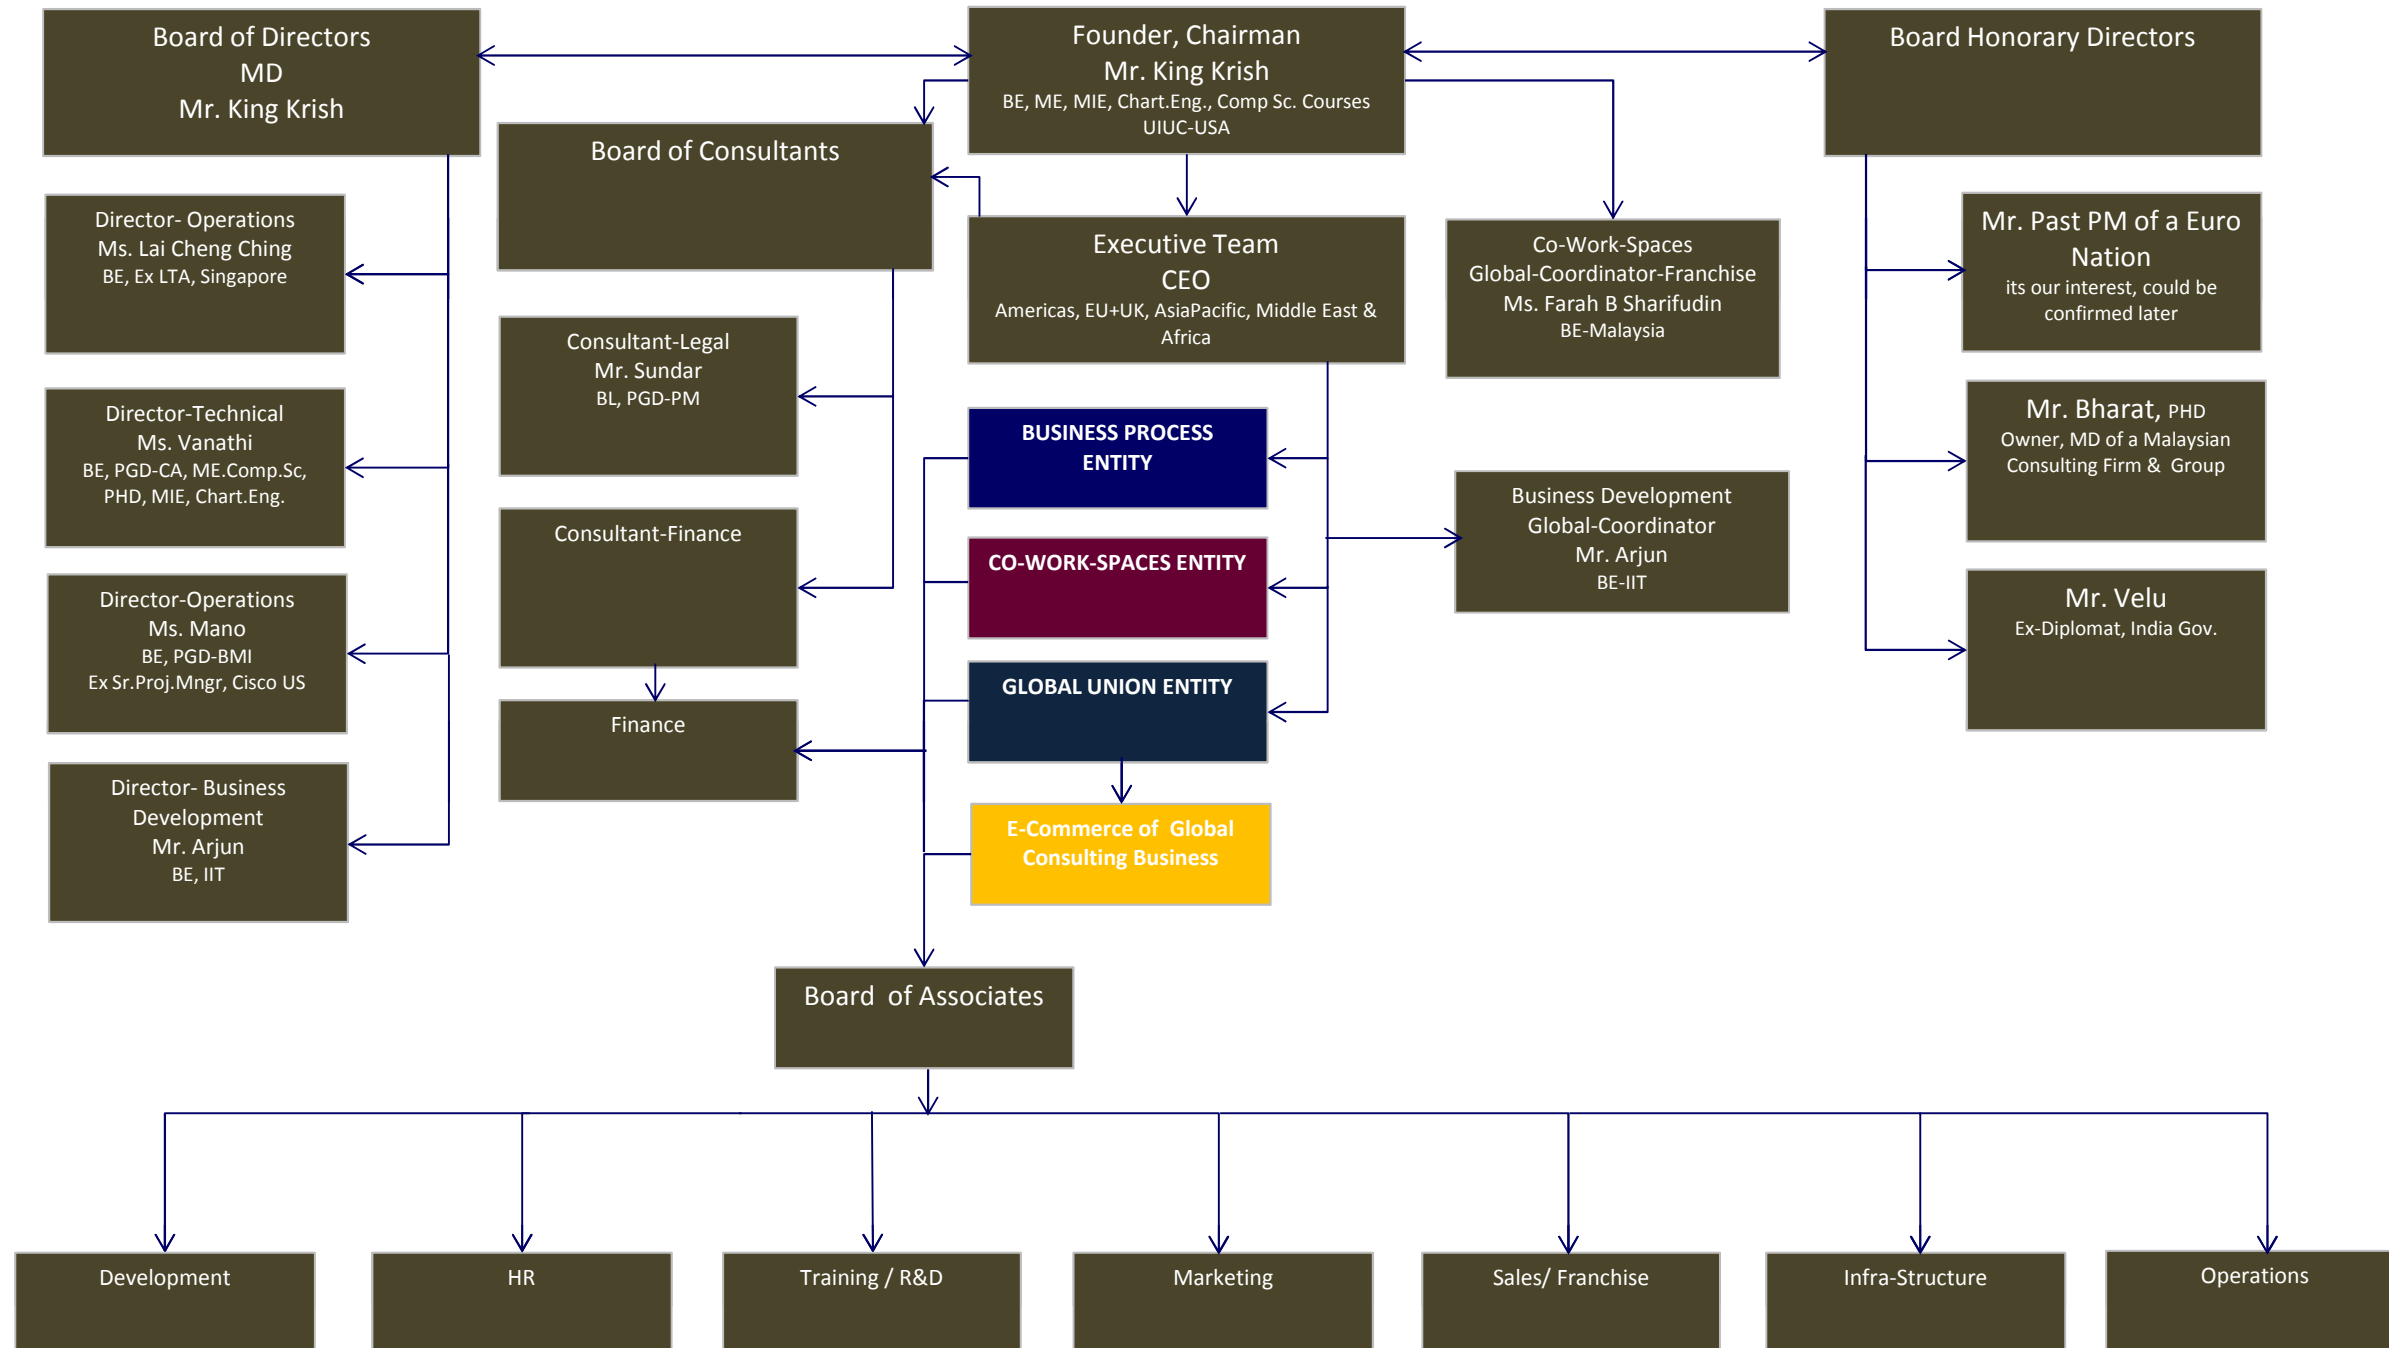 Board of Directors
MD
Mr. King Krish
Founder, Chairman
Mr. King Krish
BE, ME, MIE, Chart.Eng., Comp Sc. Courses
UIUC-USA
Board Honorary Directors
Board of Consultants
Director- Operations
Ms. Lai Cheng Ching
BE, Ex LTA, Singapore
Executive Team
CEO
Americas, EU+UK, AsiaPacific, Middle East &
Africa
Co-Work-Spaces
Global-Coordinator-Franchise
Ms. Farah B Sharifudin
BE-Malaysia
Mr. Past PM of a Euro
Nation
its our interest, could be
confirmed later
Consultant-Legal
Mr. Sundar
BL, PGD-PM
Director-Technical
Ms. Vanathi
BE, PGD-CA, ME.Comp.Sc,
PHD, MIE, Chart.Eng.
BUSINESS PROCESS
ENTITY
Mr. Bharat, PHD
Owner, MD of a Malaysian
Consulting Firm &  Group
Business Development
Global-Coordinator
Mr. Arjun
BE-IIT
Consultant-Finance
CO-WORK-SPACES ENTITY
Director-Operations
Ms. Mano
BE, PGD-BMI
Ex Sr.Proj.Mngr, Cisco US
Mr. Velu
Ex-Diplomat, India Gov.
GLOBAL UNION ENTITY
Finance
Director- Business
Development
Mr. Arjun
BE, IIT
E-Commerce of  Global
Consulting Business
Board  of Associates
Development
HR
Training / R&D
Marketing
Sales/ Franchise
Infra-Structure
Operations